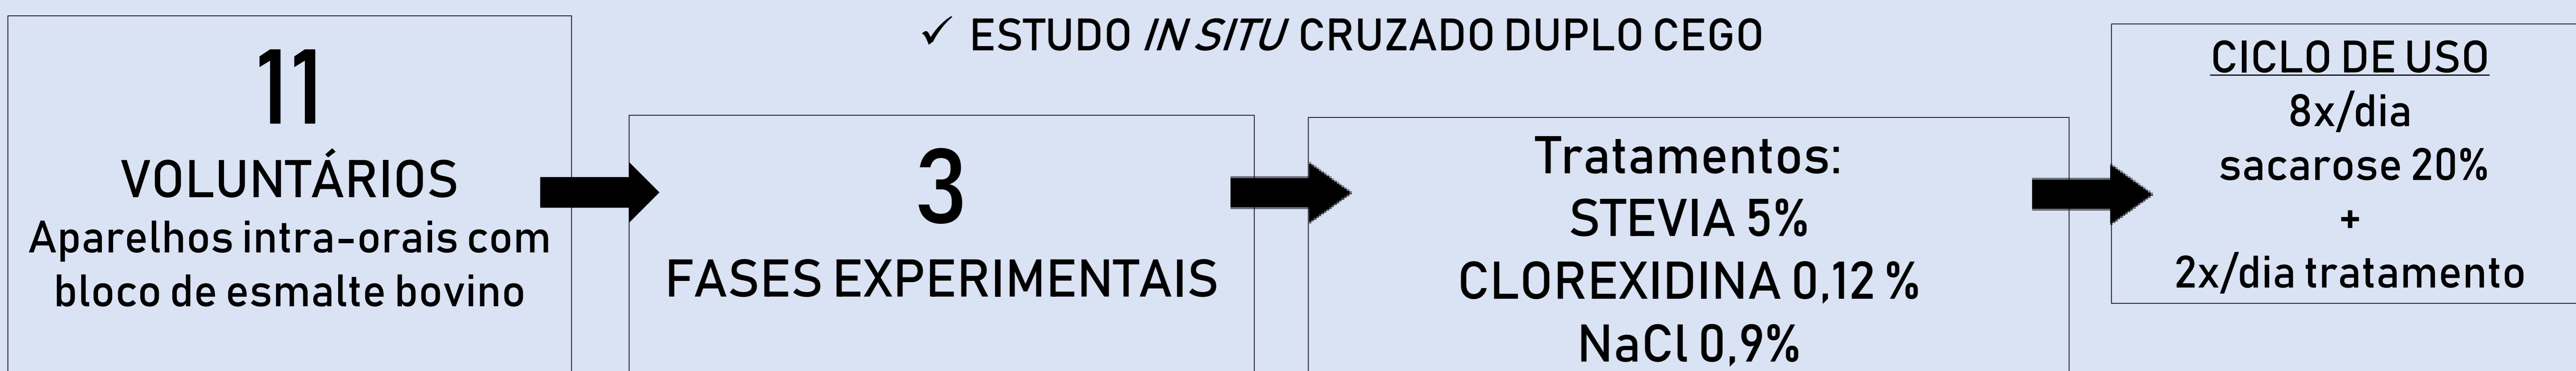 ✓ ESTUDO IN SITU CRUZADO DUPLO CEGO
11
VOLUNTÁRIOS
Aparelhos intra-orais com
bloco de esmalte bovino
3
FASES EXPERIMENTAIS
Tratamentos:
STEVIA 5%
CLOREXIDINA 0,12 %
NaCl 0,9%
CICLO DE USO
8x/dia
sacarose 20%
+
2x/dia tratamento